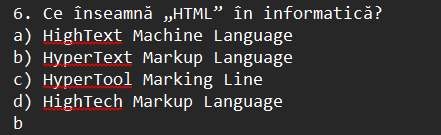 6. Ce înseamnă „HTML” în informatică?
a) HighText Machine Language
b) HyperText Markup Language
c) HyperTool Marking Line
d) HighTech Markup Language
b